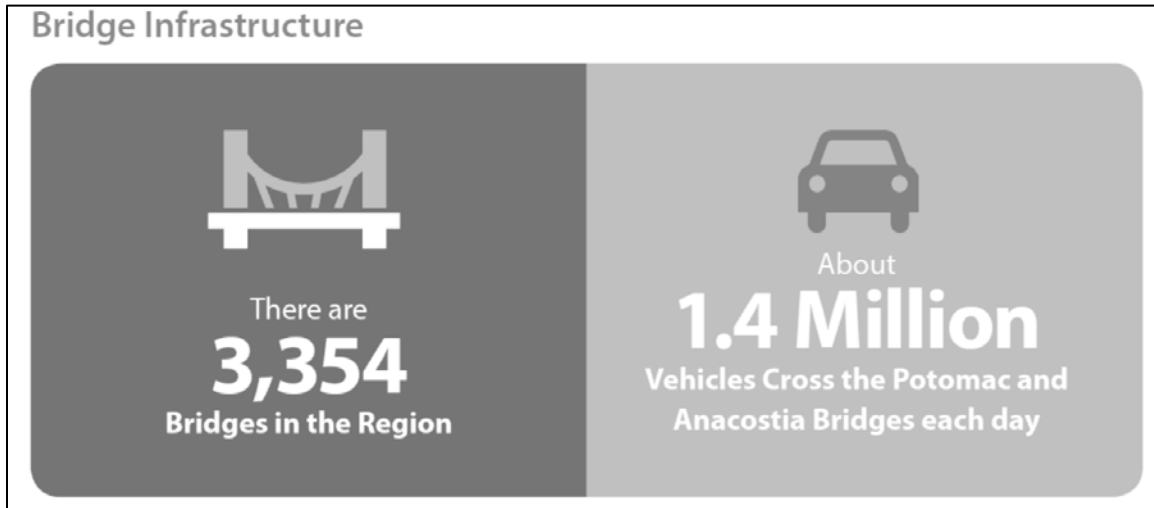 Bridge Infrastructure
There are
3,354
Bridges in the Region
About
1.4 Million
Vehicles Cross the Potomac and
Anacostia Bridges each day